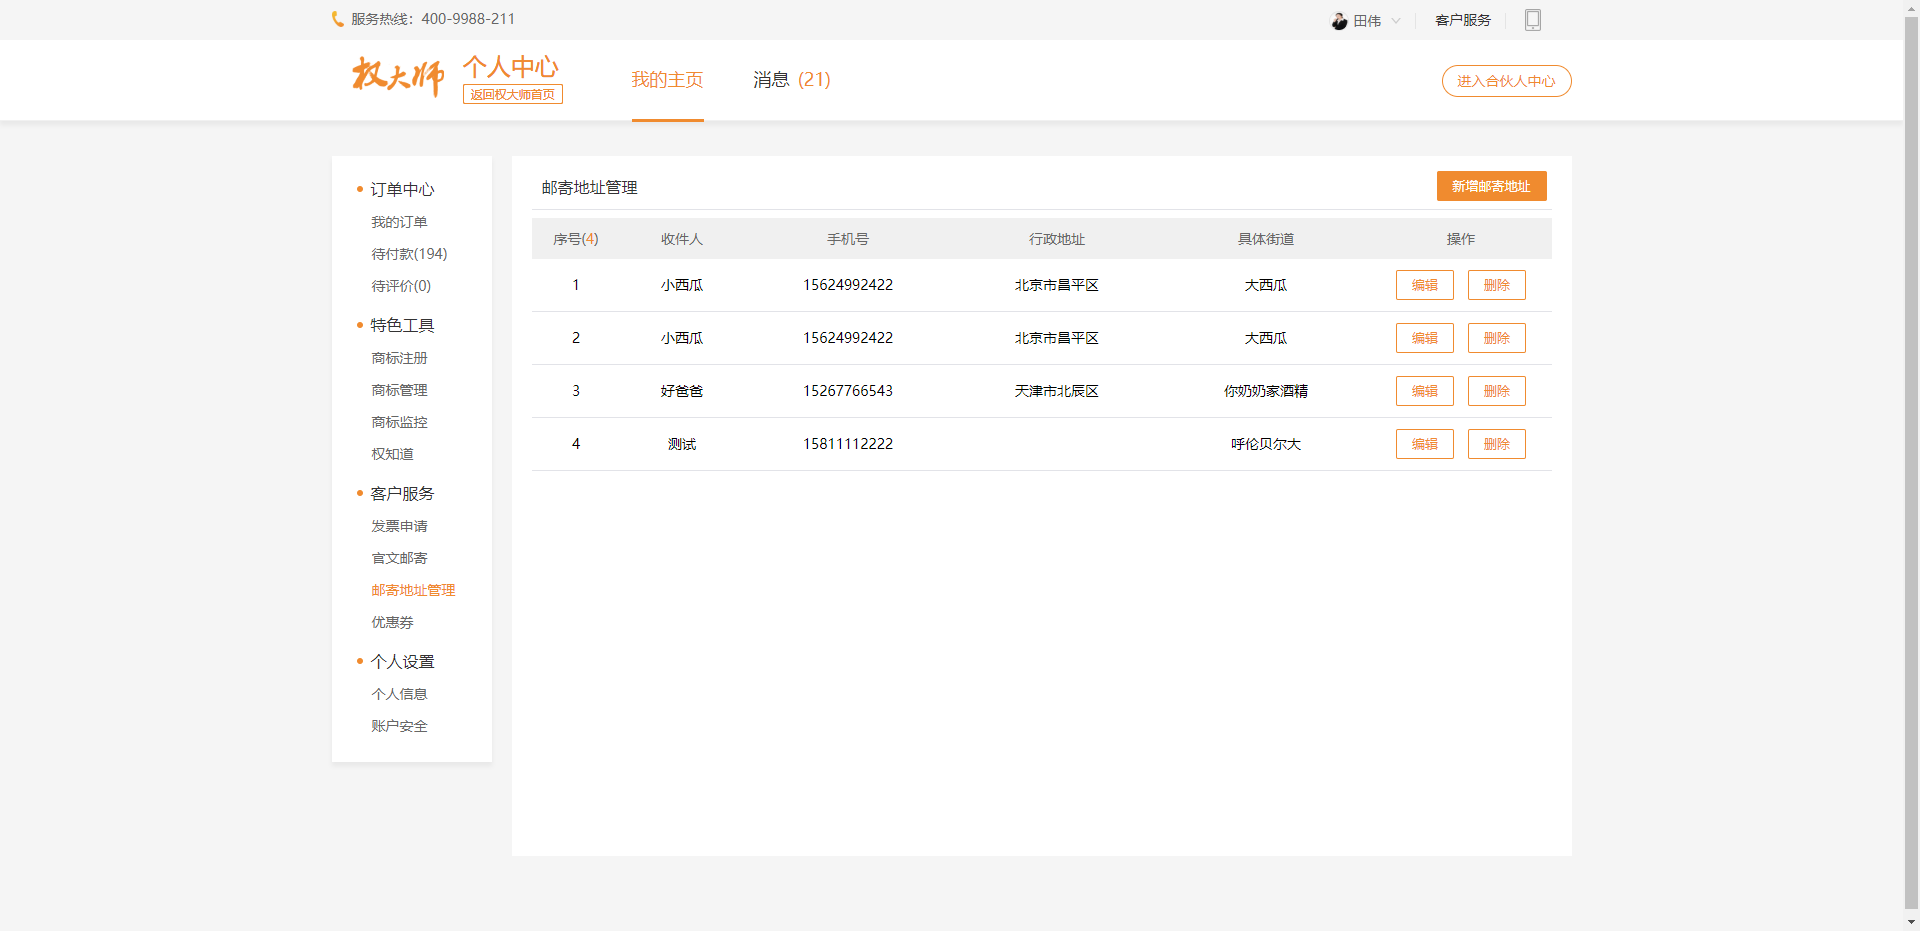 服务热线：400-9988-211
田伟
客户服务
权大师
个人中心
返回权大师首页
我的主页
消息 (21)
进入合伙人中心
订单中心
我的订单
待付款(194)
待评价(0)
特色工具
商标注册
商标管理
商标监控
权知道
客户服务
发票申请
官文邮寄
邮寄地址管理
优惠券
个人设置
个人信息
账户安全
邮寄地址管理
新增邮寄地址
序号(4) 收件人 手机号 行政地址 具体街道 操作
1 小西瓜 15624992422 北京市昌平区 大西瓜 编辑 删除
2 小西瓜 15624992422 北京市昌平区 大西瓜 编辑 删除
3 好爸爸 15267766543 天津市北辰区 你奶奶家酒精 编辑 删除
4 测试 15811112222 呼伦贝尔大 编辑 删除